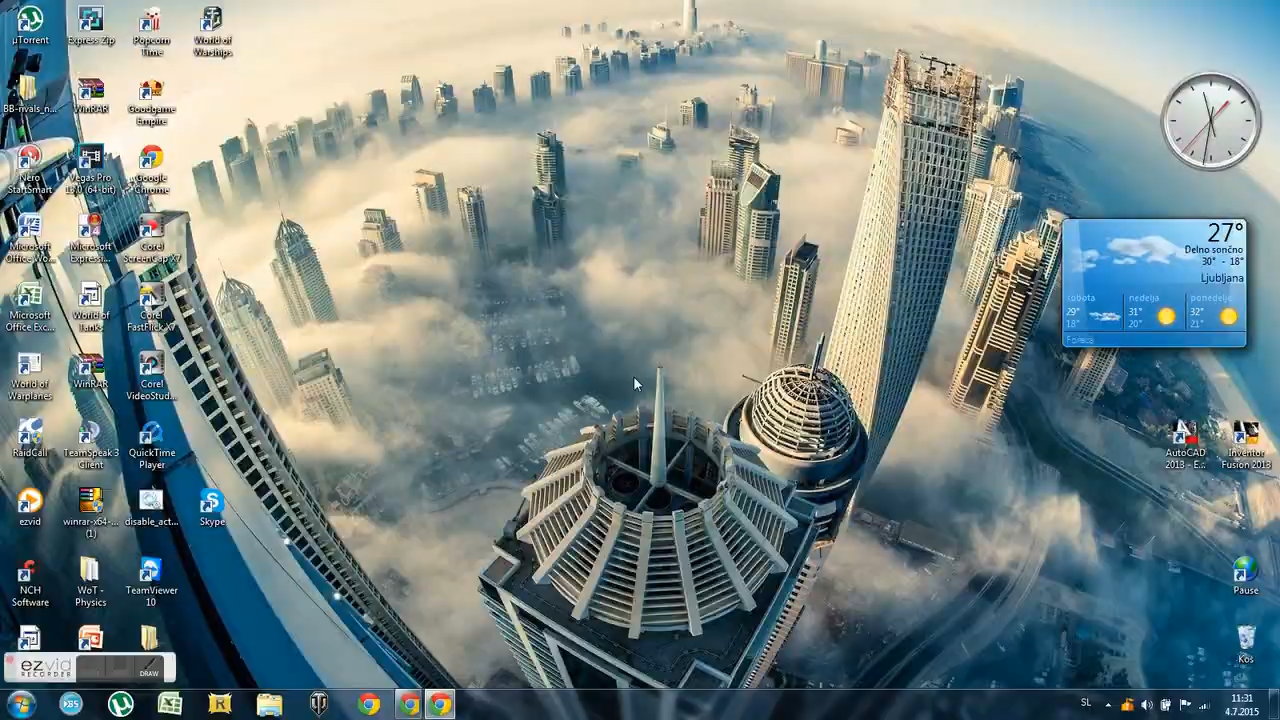 µTorrent
Express Zip
Popcorn
Time
World of
Warships
BB-rivals_n...
WinRAR
Goodgame
Empire
Nero
StartSmart
Vegas Pro
13.0 (64-bit)
Google
Chrome
Microsoft
Office Wo...
Microsoft
Expressi...
Corel
ScreenCap X7
Microsoft
Office Exc...
World of
Tanks
Corel
FastFlick X7
World of
Warplanes
WinRAR
Corel
VideoStud...
RaidCall
TeamSpeak 3
Client
QuickTime
Player
ezvid
winrar-x64-...
(1)
disable_act...
Skype
NCH
Software
WoT -
Physics
TeamViewer
10
ezvid
RECORDER
DRAW
27°
Delno sončno
30° - 18°
Ljubljana
sobota
29°
18°
nedelja
31°
20°
ponedeljek
32°
21°
AutoCAD
2013 - E...
Inventor
Fusion 2013
Pause
Koš
SL
11:31
4.7.2015